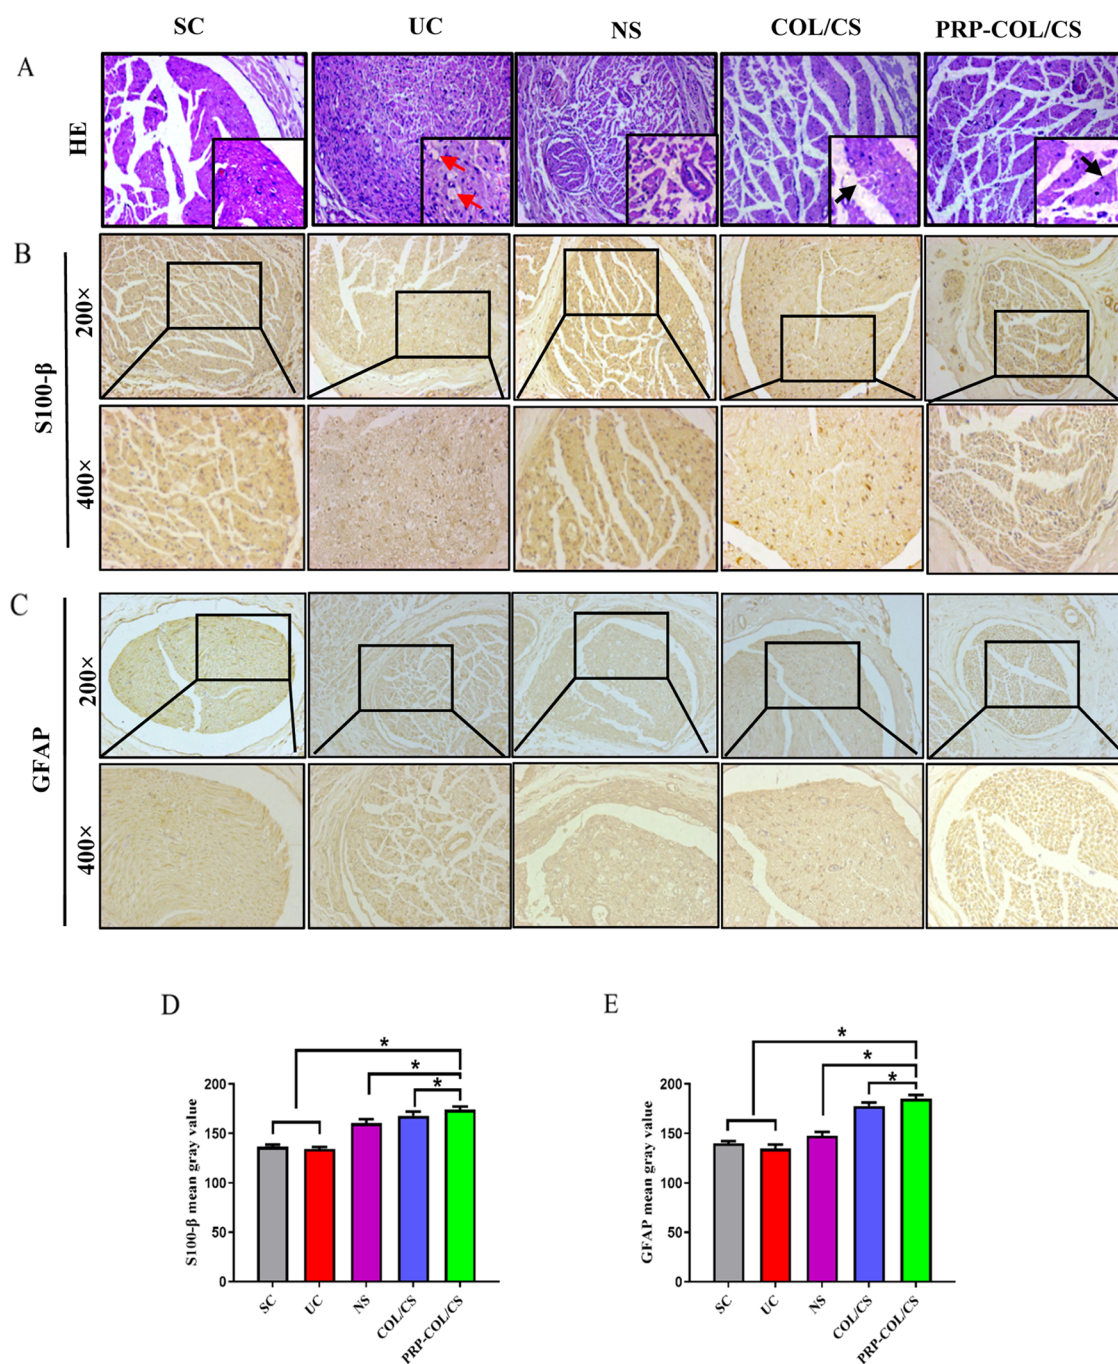 SC UC NS COL/CS PRP-COL/CS
A
HE
B
S100-β
200×
400×
C
GFAP
200×
400×
D
S100-β mean gray value
200
150
100
50
0
* * *
SC UC NS COL/CS PRP-COL/CS
E
GFAP mean gray value
200
150
100
50
0
* * *
SC UC NS COL/CS PRP-COL/CS